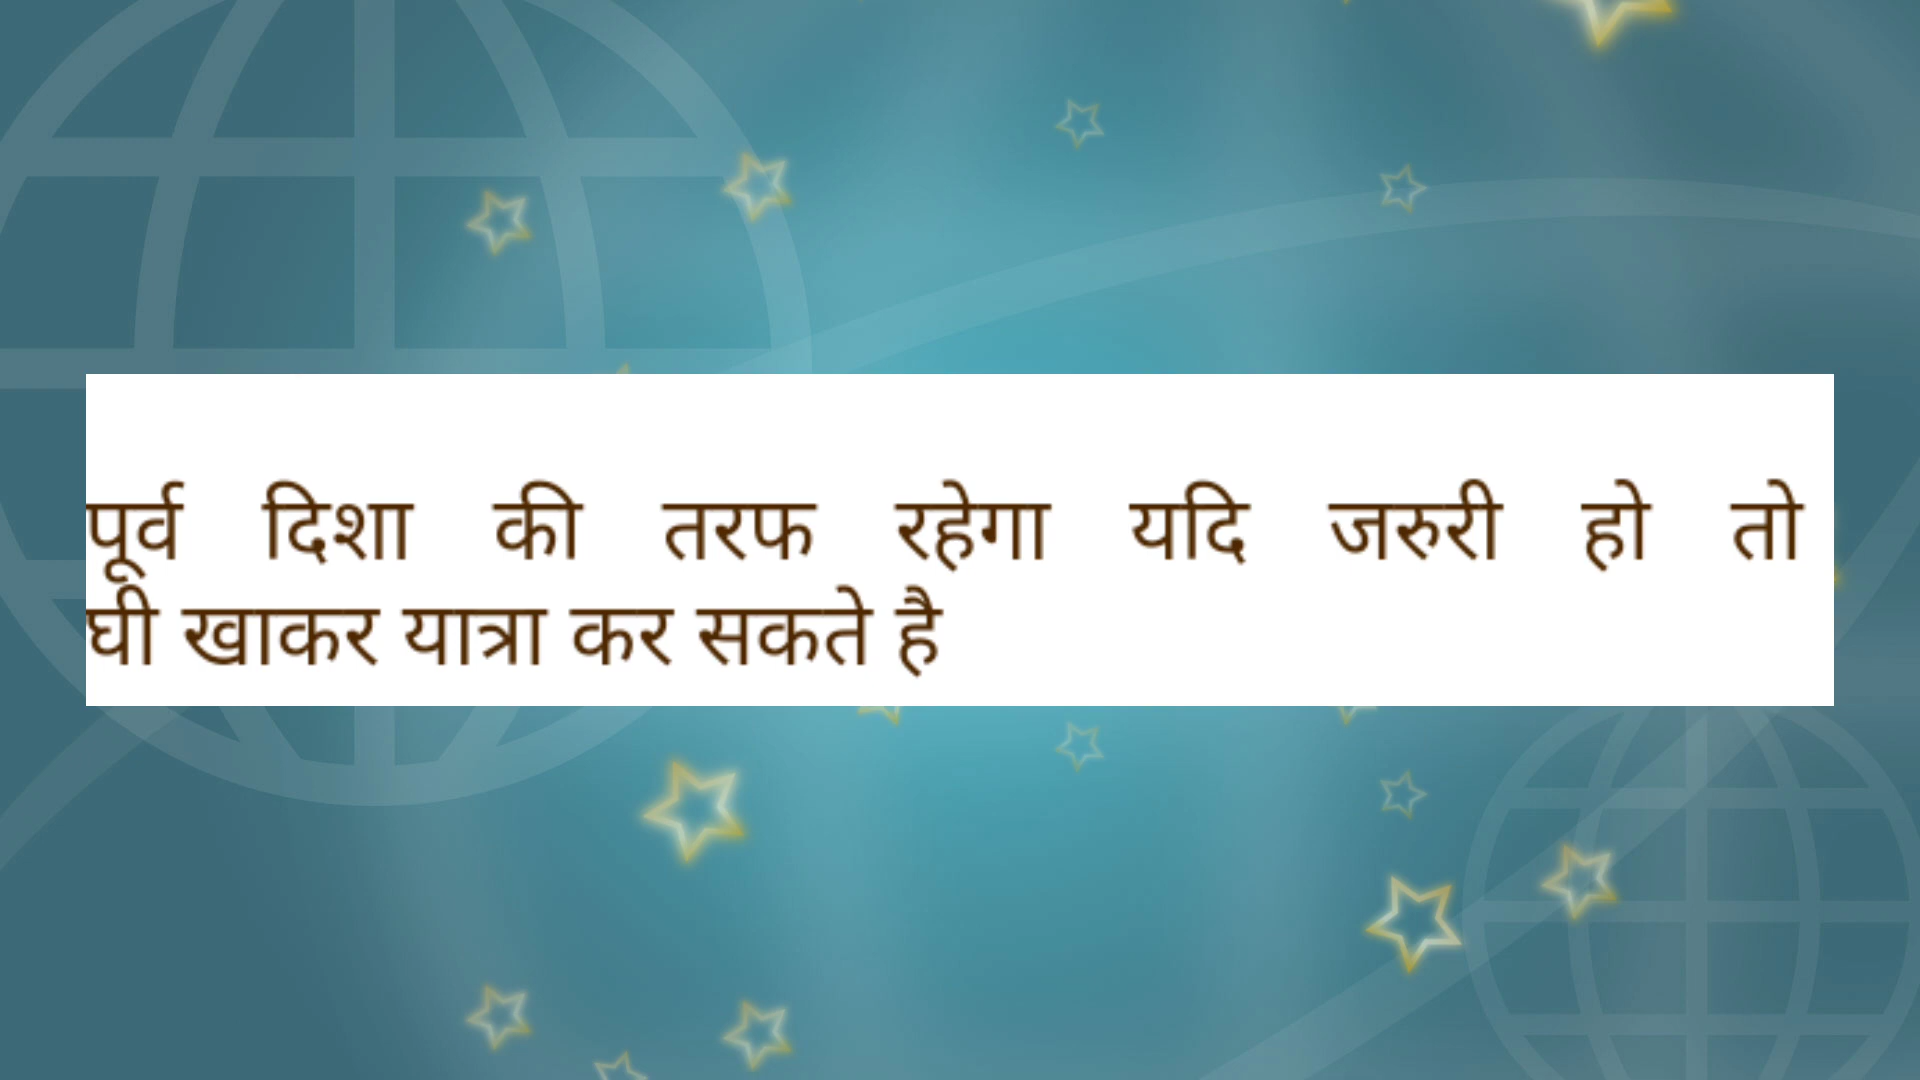 पूर्व दिशा की तरफ रहेगा यदि जरुरी हो तो
घी खाकर यात्रा कर सकते है